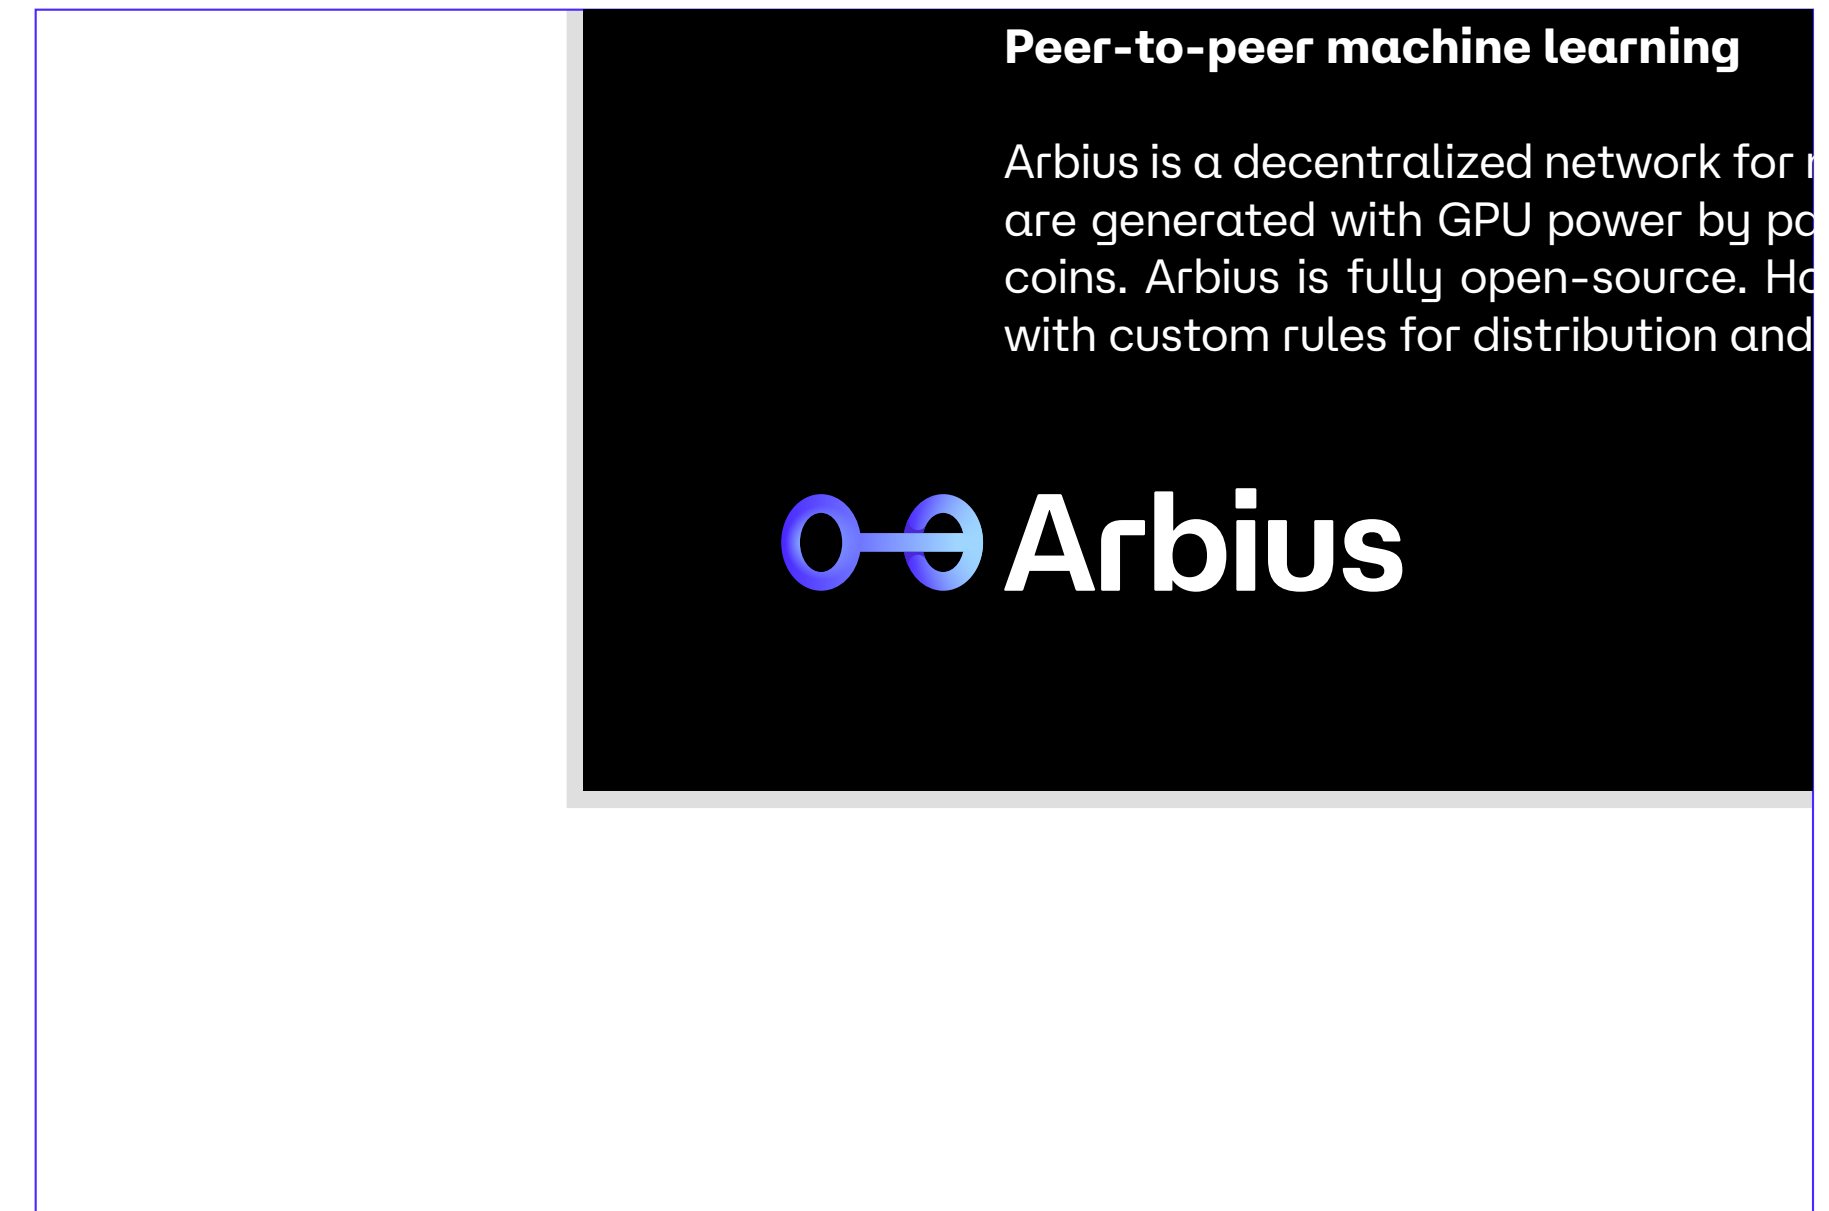 Peer-to-peer machine learning
Arbius is a decentralized network for
are generated with GPU power by
coins. Arbius is fully open-source.
with custom rules for distribution and
Arbius